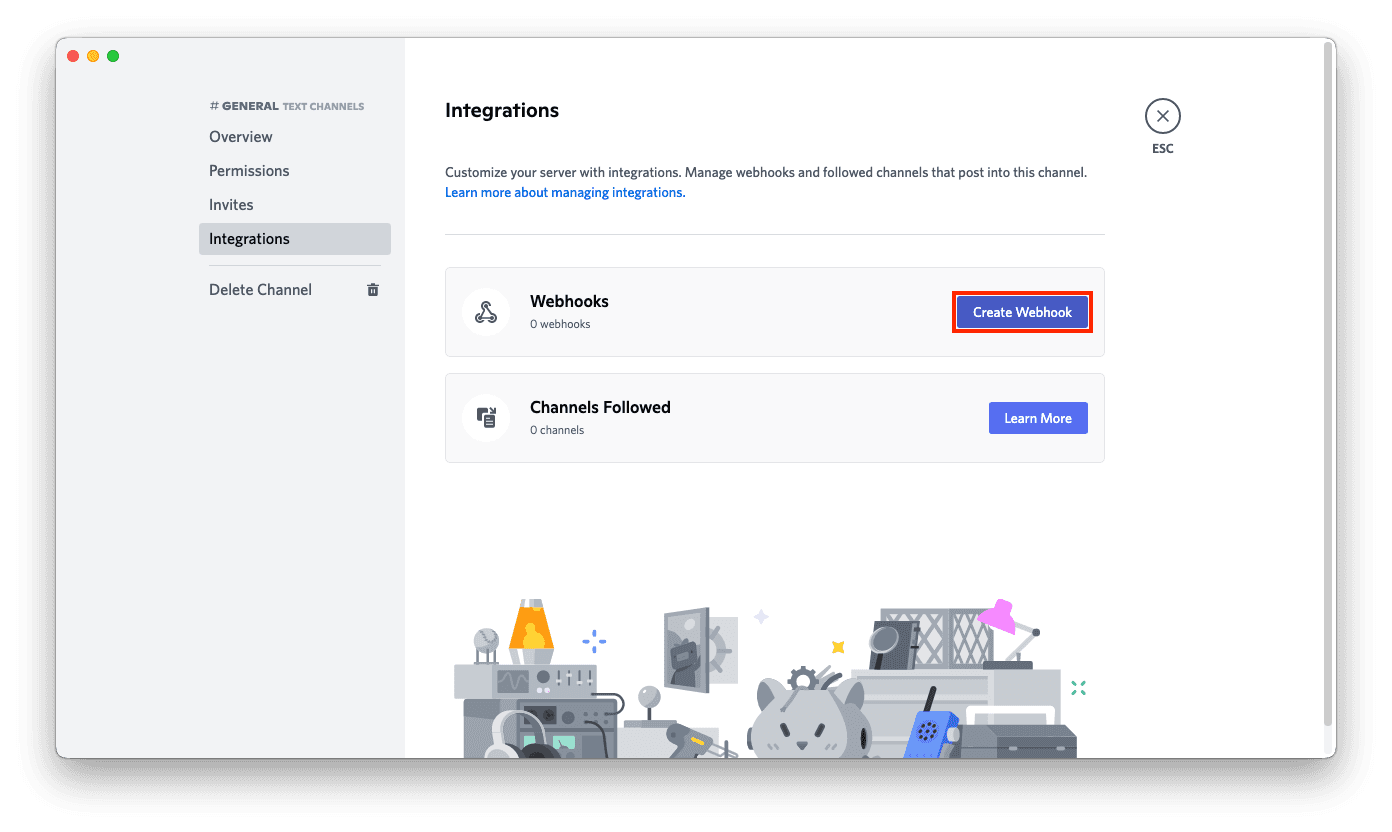 # GENERAL TEXT CHANNELS
Overview
Permissions
Invites
Integrations
Delete Channel
Integrations
ESC
Customize your server with integrations. Manage webhooks and followed channels that post into this channel.
Learn more about managing integrations.
Webhooks
0 webhooks
Create Webhook
Channels Followed
0 channels
Learn More